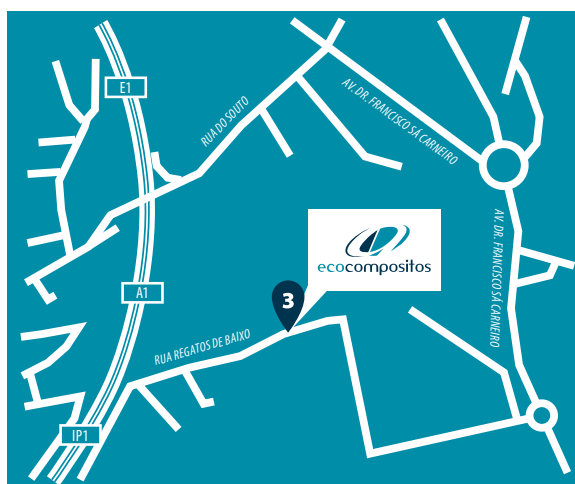 E1
RUA DO SOUTO
AV. DR. FRANCISCO SÁ CARNEIRO
AV. DR. FRANCISCO SÁ CARNEIRO
ecocompositos
A1
3
RUA REGATOS DE BAIXO
IP1